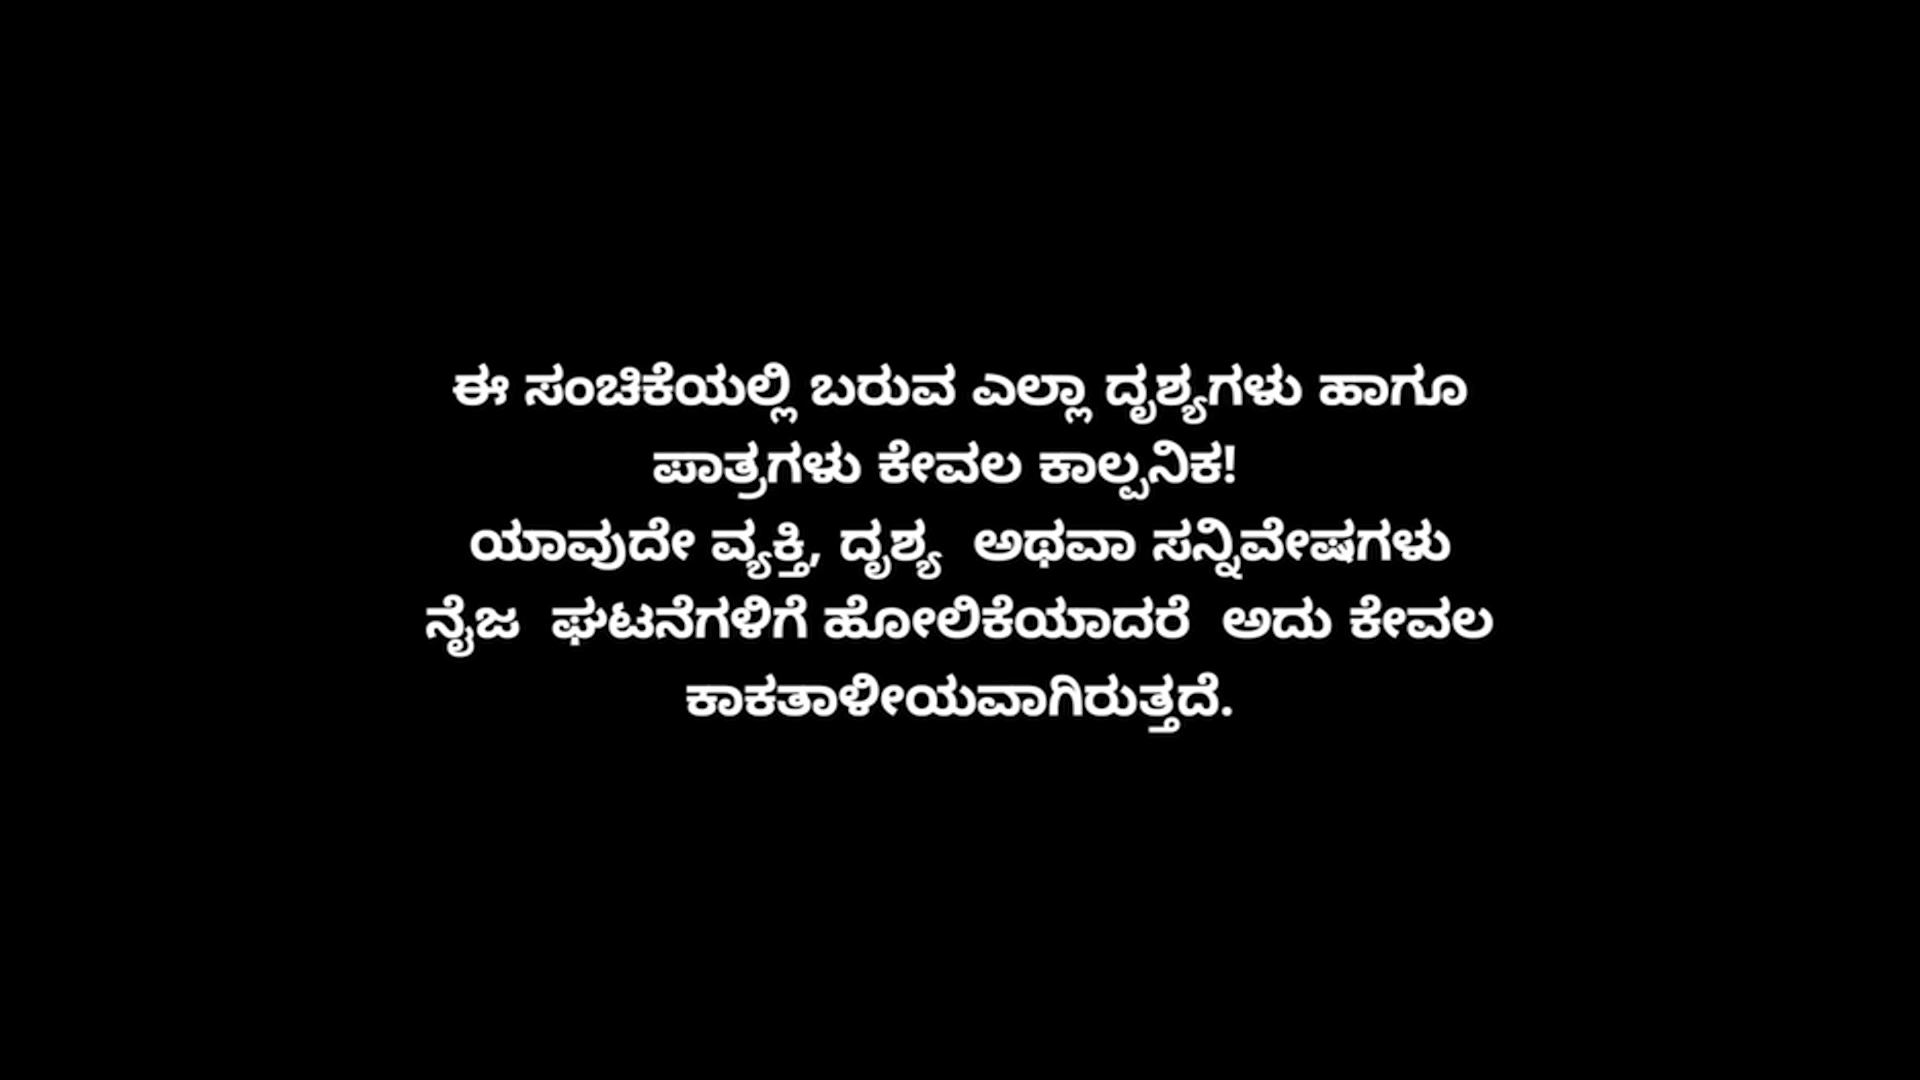 ಈ ಸಂಚಿಕೆಯಲ್ಲಿ ಬರುವ ಎಲ್ಲಾ ದೃಶ್ಯಗಳು ಹಾಗೂ
ಪಾತ್ರಗಳು ಕೇವಲ ಕಾಲ್ಪನಿಕ!
ಯಾವುದೇ ವ್ಯಕ್ತಿ, ದೃಶ್ಯ ಅಥವಾ ಸನ್ನಿವೇಷಗಳು
ನೈಜ ಘಟನೆಗಳಿಗೆ ಹೋಲಿಕೆಯಾದರೆ ಅದು ಕೇವಲ
ಕಾಕತಾಳೀಯವಾಗಿರುತ್ತದೆ.